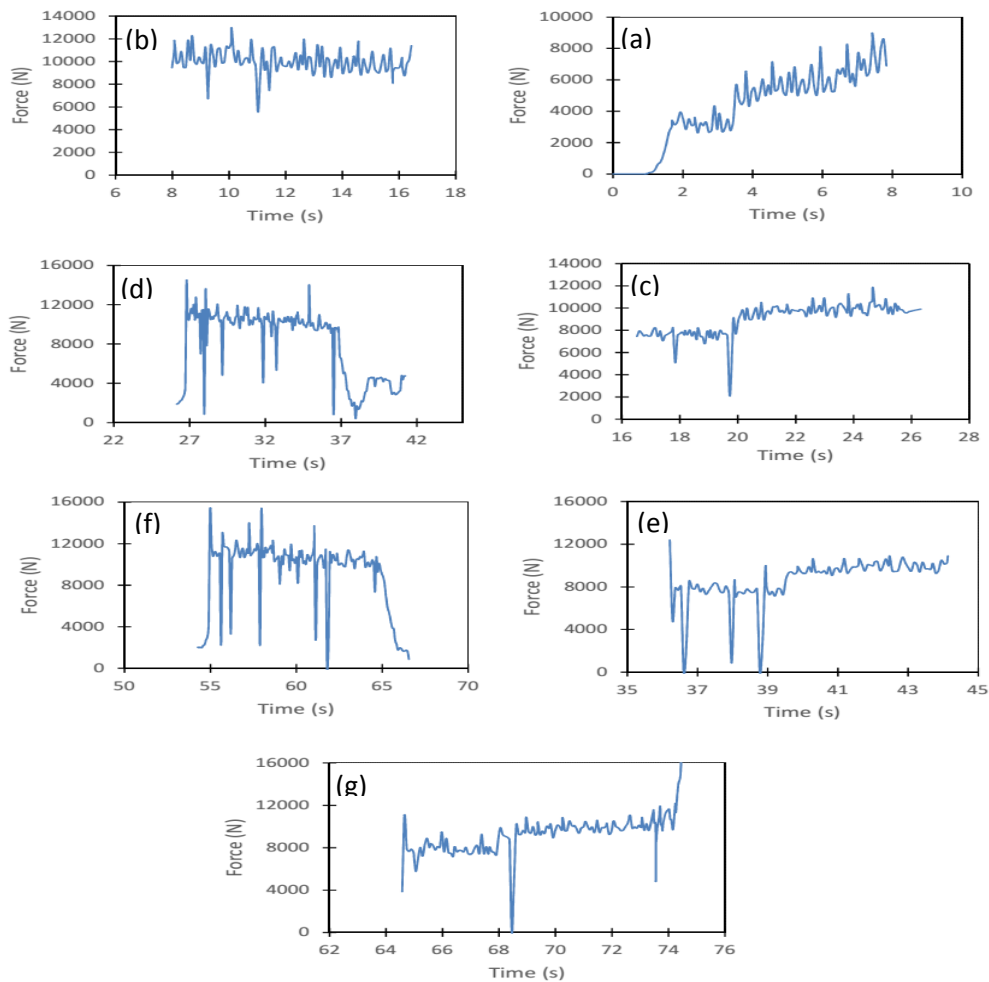 14000
12000
10000
8000
6000
4000
2000
0
Force (N)
(b)
6 8 10 12 14 16 18
Time (s)
10000
8000
6000
4000
2000
0
Force (N)
(a)
0 2 4 6 8 10
Time (s)
16000
12000
8000
4000
0
Force (N)
(d)
22 27 32 37 42
Time (s)
14000
12000
10000
8000
6000
4000
2000
0
Force (N)
(c)
16 18 20 22 24 26 28
Time (s)
16000
12000
8000
4000
0
Force (N)
(f)
50 55 60 65 70
Time (s)
16000
12000
8000
4000
0
Force (N)
(e)
35 37 39 41 43 45
Time (s)
16000
12000
8000
4000
0
Force (N)
(g)
62 64 66 68 70 72 74 76
Time (s)